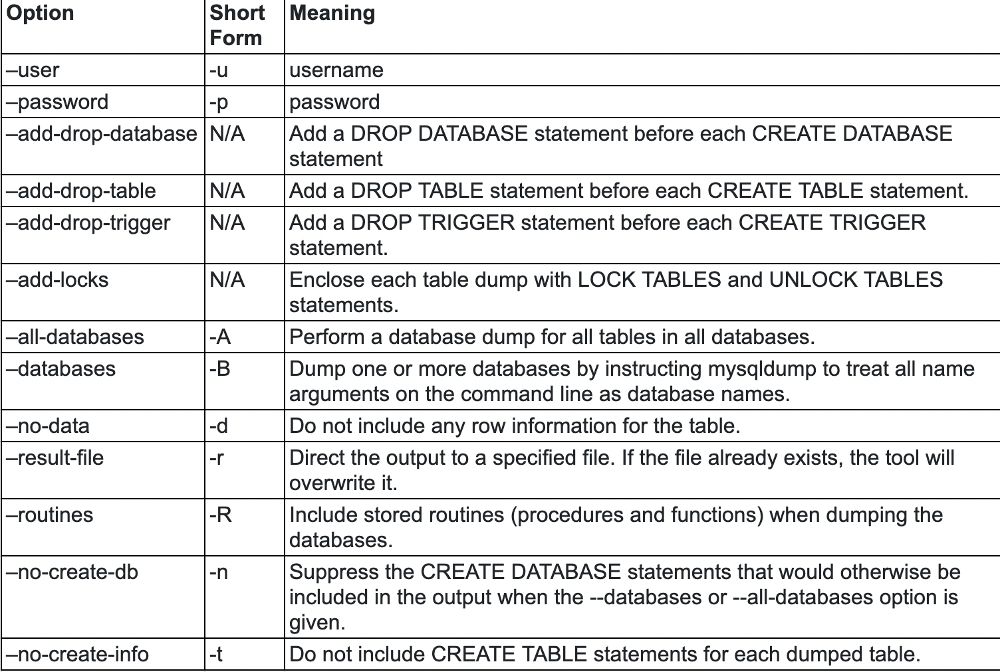 Option Short Meaning
Form
–user -u username
–password -p password
–add-drop-database N/A Add a DROP DATABASE statement before each CREATE DATABASE
statement
–add-drop-table N/A Add a DROP TABLE statement before each CREATE TABLE statement.
–add-drop-trigger N/A Add a DROP TRIGGER statement before each CREATE TRIGGER
statement.
–add-locks N/A Enclose each table dump with LOCK TABLES and UNLOCK TABLES
statements.
–all-databases -A Perform a database dump for all tables in all databases.
–databases -B Dump one or more databases by instructing mysqldump to treat all name
arguments on the command line as database names.
–no-data -d Do not include any row information for the table.
–result-file -r Direct the output to a specified file. If the file already exists, the tool will
overwrite it.
–routines -R Include stored routines (procedures and functions) when dumping the
databases.
–no-create-db -n Suppress the CREATE DATABASE statements that would otherwise be
included in the output when the --databases or --all-databases option is
given.
–no-create-info -t Do not include CREATE TABLE statements for each dumped table.